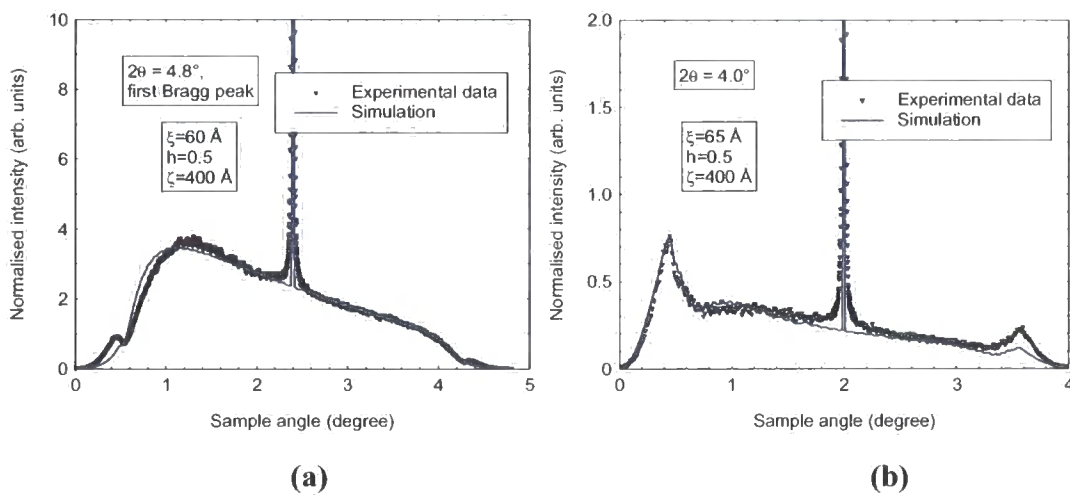 10
8
6
4
2
0
0 1 2 3 4 5
Normalised intensity (arb. units)
Sample angle (degree)
2θ = 4.8°,
first Bragg peak
Experimental data
Simulation
ξ=60 Å
h=0.5
ζ=400 Å
(a)
2.0
1.5
1.0
0.5
0.0
0 1 2 3 4
Normalised intensity (arb. units)
Sample angle (degree)
2θ = 4.0°
Experimental data
Simulation
ξ=65 Å
h=0.5
ζ=400 Å
(b)